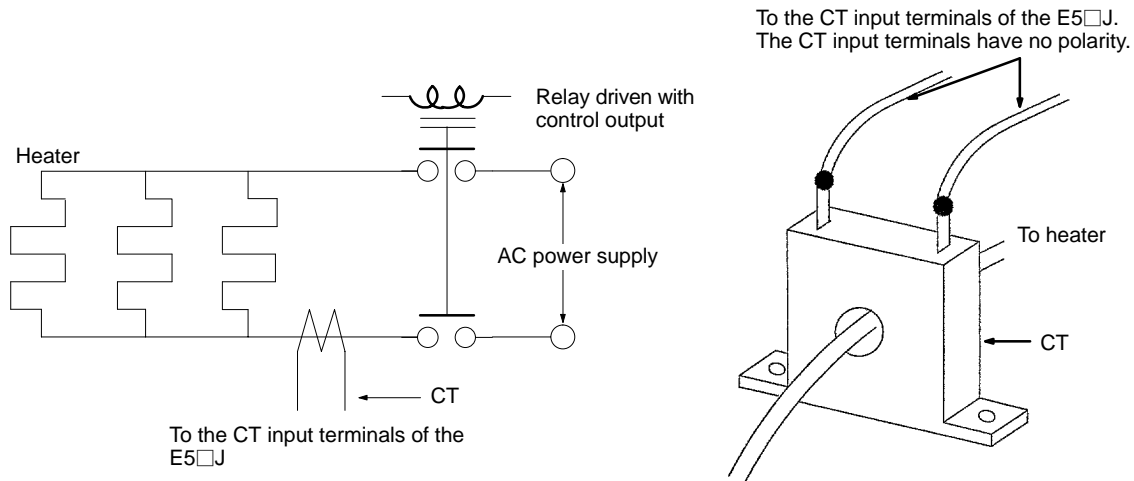 To the CT input terminals of the E5□J.
The CT input terminals have no polarity.
Relay driven with
control output
Heater
To heater
AC power supply
CT
CT
To the CT input terminals of the
E5□J